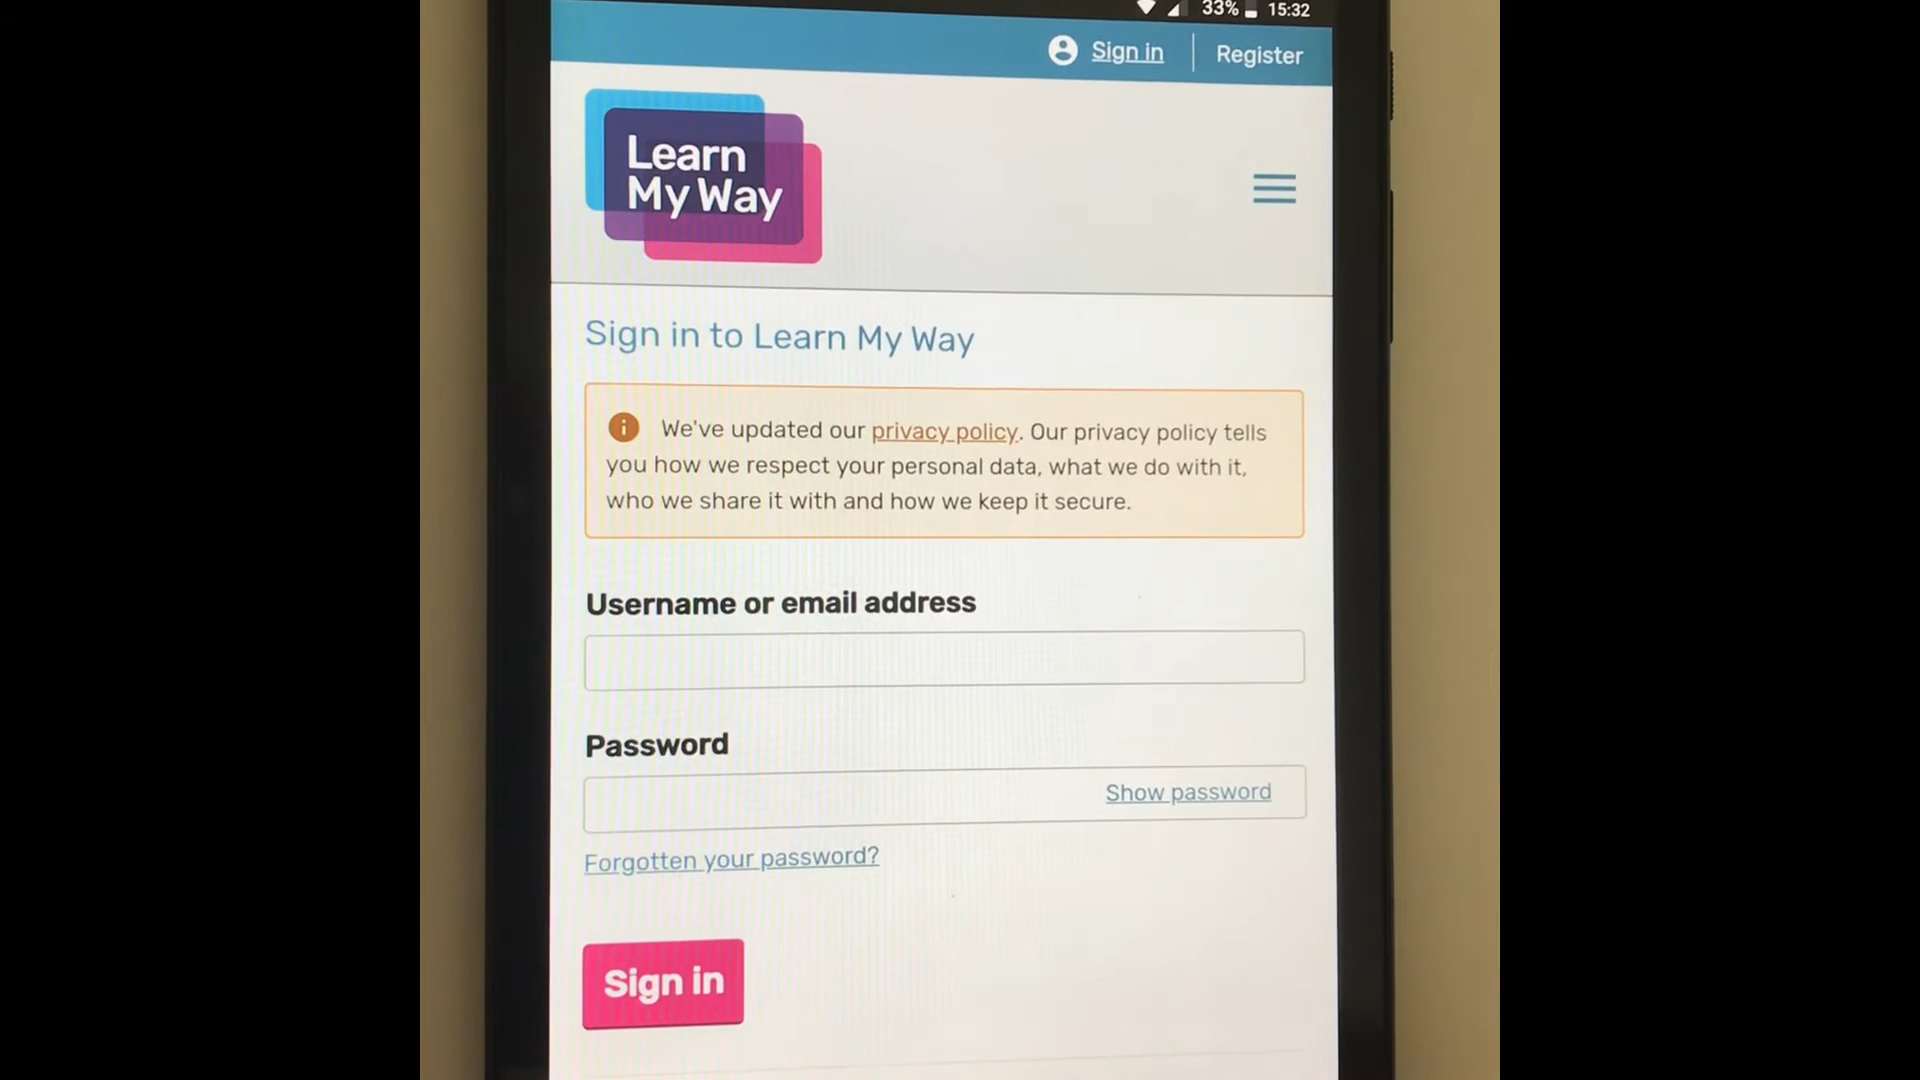 33% 15:32
Sign in Register
Learn
My Way
Sign in to Learn My Way
We've updated our privacy policy. Our privacy policy tells
you how we respect your personal data, what we do with it,
who we share it with and how we keep it secure.
Username or email address
Password
Show password
Forgotten your password?
Sign in